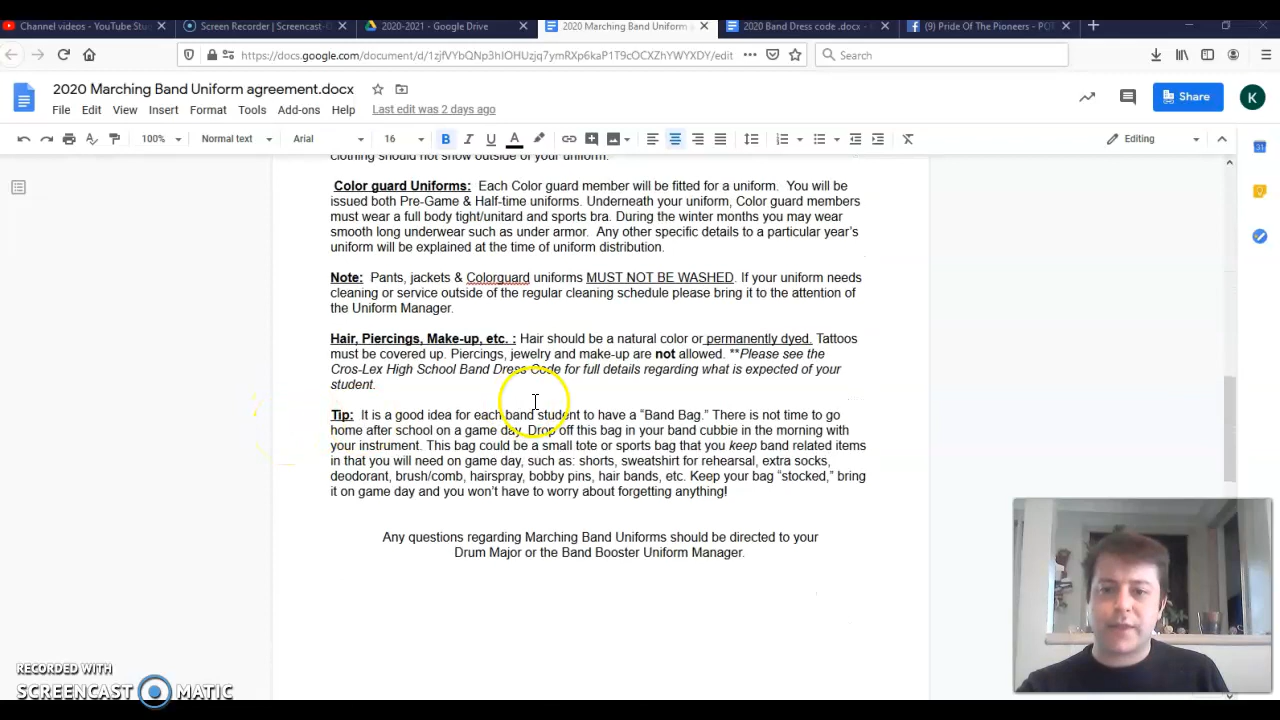 Channel videos - YouTube Stu
Screen Recorder | Screencast-O
2020-2021 - Google Drive
2020 Marching Band Uniform a
2020 Band Dress code .docx -
(9) Pride Of The Pioneers - POT
https://docs.google.com/document/d/1zjfVYbQNp3hIOHUzjq7ymRXp6kaP1T9cOCXZhYWYXDY/edit
Search
2020 Marching Band Uniform agreement.docx
File Edit View Insert Format Tools Add-ons Help Last edit was 2 days ago
Share
K
100% Normal text Arial 16 B I U A Editing
clothing should not show outside of your uniform.
Color guard Uniforms: Each Color guard member will be fitted for a uniform. You will be
issued both Pre-Game & Half-time uniforms. Underneath your uniform, Color guard members
must wear a full body tight/unitard and sports bra. During the winter months you may wear
smooth long underwear such as under armor. Any other specific details to a particular year's
uniform will be explained at the time of uniform distribution.
Note: Pants, jackets & Colorguard uniforms MUST NOT BE WASHED. If your uniform needs
cleaning or service outside of the regular cleaning schedule please bring it to the attention of
the Uniform Manager.
Hair, Piercings, Make-up, etc. : Hair should be a natural color or permanently dyed. Tattoos
must be covered up. Piercings, jewelry and make-up are not allowed. **Please see the
Cros-Lex High School Band Dress Code for full details regarding what is expected of your
student.
Tip: It is a good idea for each band student to have a “Band Bag.” There is not time to go
home after school on a game day. Drop off this bag in your band cubbie in the morning with
your instrument. This bag could be a small tote or sports bag that you keep band related items
in that you will need on game day, such as: shorts, sweatshirt for rehearsal, extra socks,
deodorant, brush/comb, hairspray, bobby pins, hair bands, etc. Keep your bag “stocked,” bring
it on game day and you won't have to worry about forgetting anything!
Any questions regarding Marching Band Uniforms should be directed to your
Drum Major or the Band Booster Uniform Manager.
RECORDED WITH
SCREENCAST MATIC